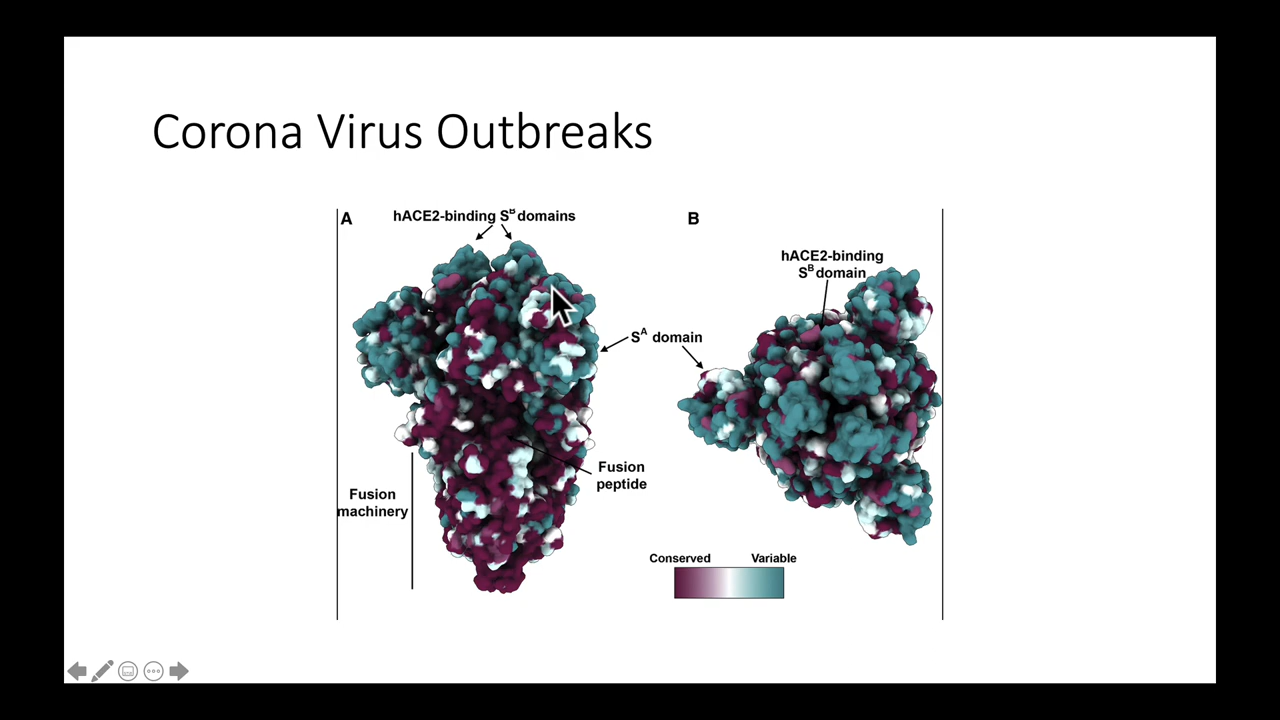 Corona Virus Outbreaks
A
hACE2-binding S^B domains
B
hACE2-binding
S^B domain
S^A domain
Fusion
peptide
Fusion
machinery
Conserved
Variable